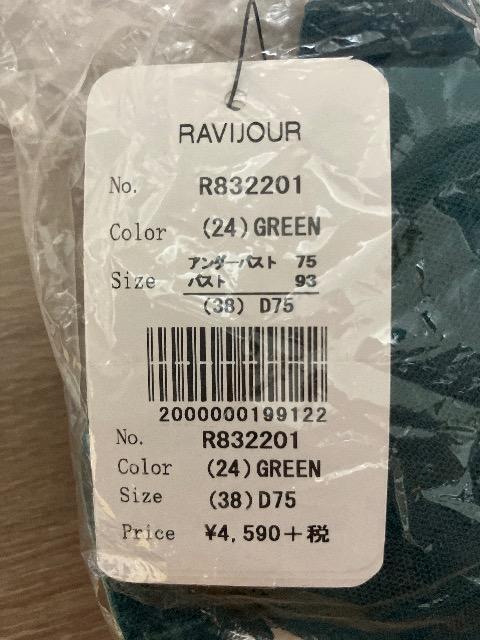 RAVIJOUR
No. R832201
Color (24)GREEN
Size アンダーバスト 75
バスト 93
(38) D75
2000000199122
No. R832201
Color (24)GREEN
Size (38)D75
Price ¥4,590+税